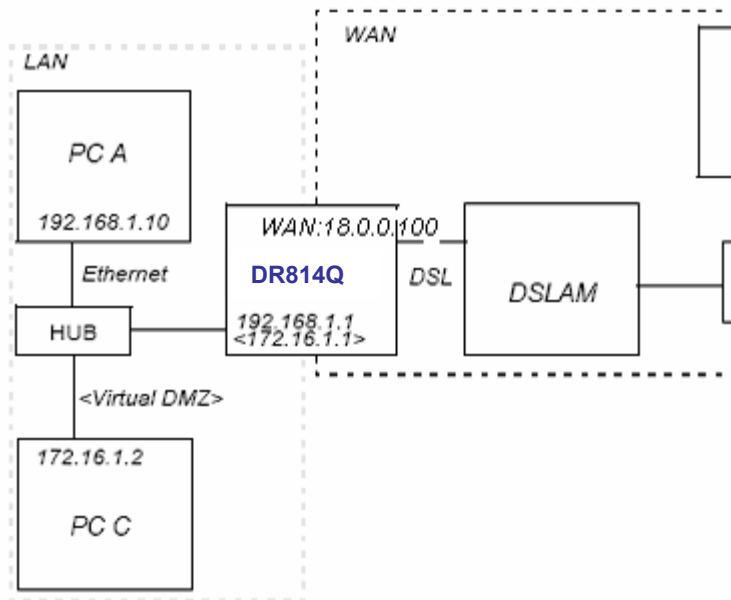 WAN
LAN
PC A
192.168.1.10
WAN:18.0.0.100
Ethernet
DR814Q
DSL
DSLAM
HUB
192.168.1.1
<172.16.1.1>
<Virtual DMZ>
172.16.1.2
PC C